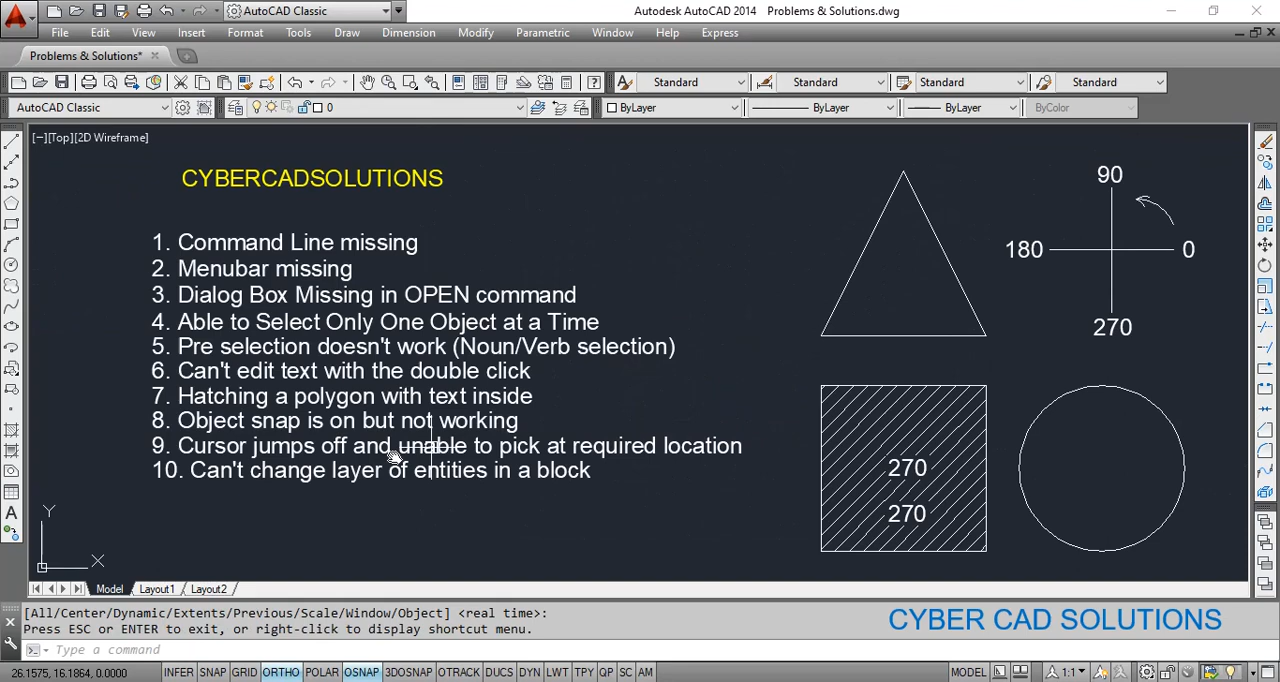 AutoCAD Classic
Autodesk AutoCAD 2014 Problems & Solutions.dwg
File Edit View Insert Format Tools Draw Dimension Modify Parametric Window Help Express
Problems & Solutions*
Standard Standard Standard Standard
AutoCAD Classic 0 ByLayer ByLayer ByLayer ByColor
[−][Top][2D Wireframe]
CYBERCADSOLUTIONS
1. Command Line missing
2. Menubar missing
3. Dialog Box Missing in OPEN command
4. Able to Select Only One Object at a Time
5. Pre selection doesn't work (Noun/Verb selection)
6. Can't edit text with the double click
7. Hatching a polygon with text inside
8. Object snap is on but not working
9. Cursor jumps off and unable to pick at required location
10. Can't change layer of entities in a block
90
180 0
270
270
270
Y
X
Model Layout1 Layout2
[All/Center/Dynamic/Extents/Previous/Scale/Window/Object] <real time>:
Press ESC or ENTER to exit, or right-click to display shortcut menu.
Type a command
CYBER CAD SOLUTIONS
26.1575, 16.1864, 0.0000 INFER SNAP GRID ORTHO POLAR OSNAP 3DOSNAP OTRACK DUCS DYN LWT TPY QP SC AM MODEL 1:1